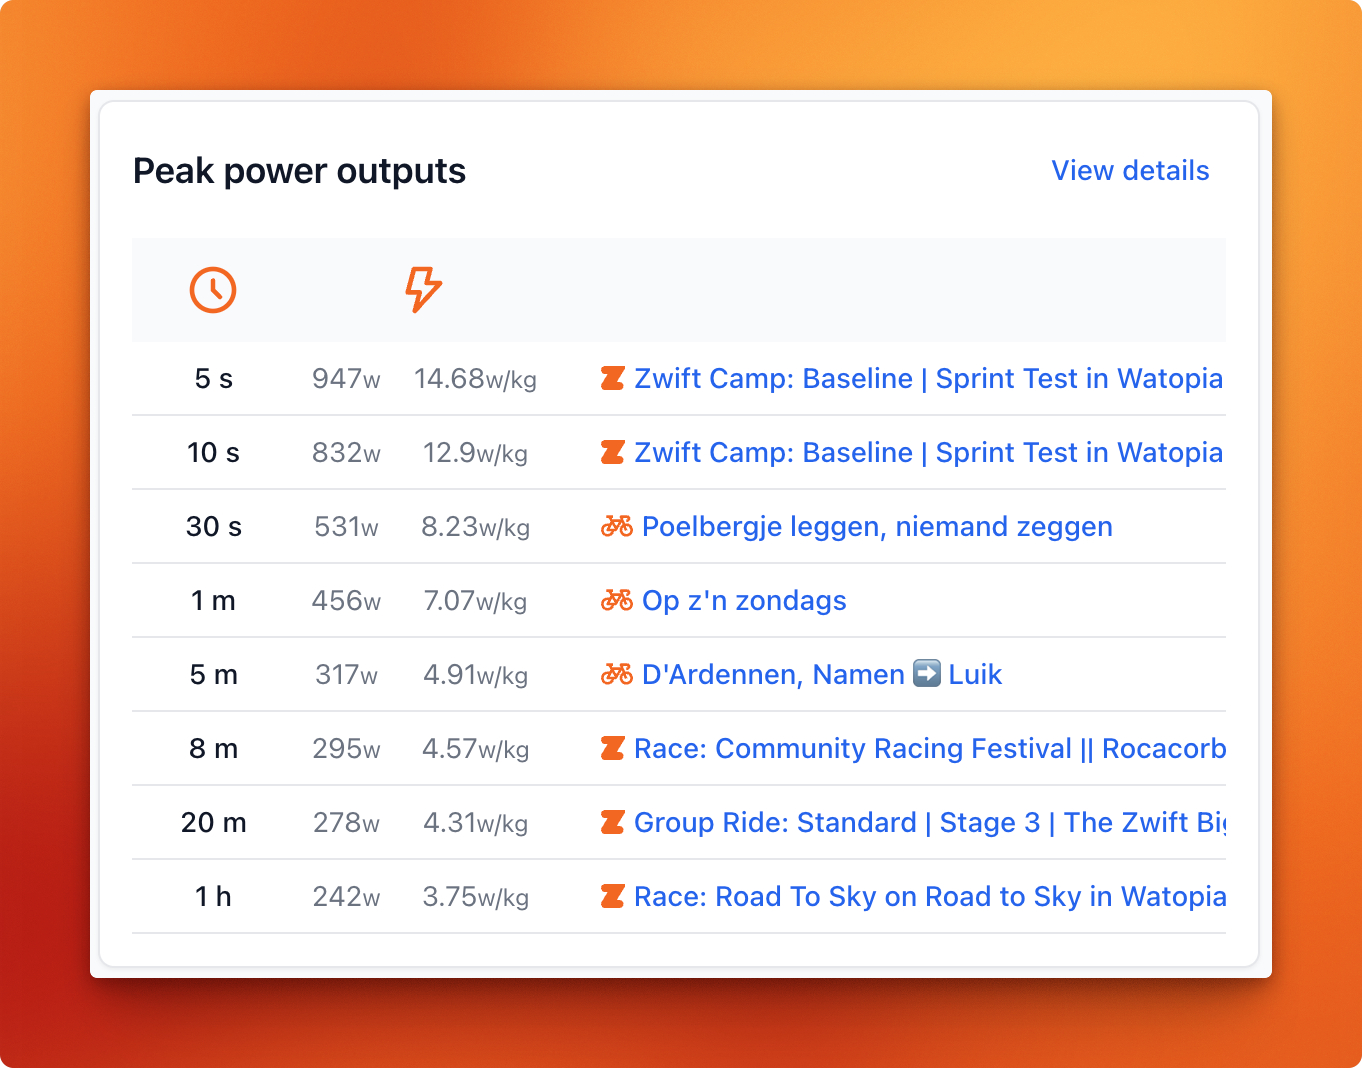 Peak power outputs View details
5 s 947w 14.68w/kg Zwift Camp: Baseline | Sprint Test in Watopia
10 s 832w 12.9w/kg Zwift Camp: Baseline | Sprint Test in Watopia
30 s 531w 8.23w/kg Poelbergje leggen, niemand zeggen
1 m 456w 7.07w/kg Op z'n zondags
5 m 317w 4.91w/kg D'Ardennen, Namen ➡️ Luik
8 m 295w 4.57w/kg Race: Community Racing Festival || Rocacorb
20 m 278w 4.31w/kg Group Ride: Standard | Stage 3 | The Zwift Big
1 h 242w 3.75w/kg Race: Road To Sky on Road to Sky in Watopia